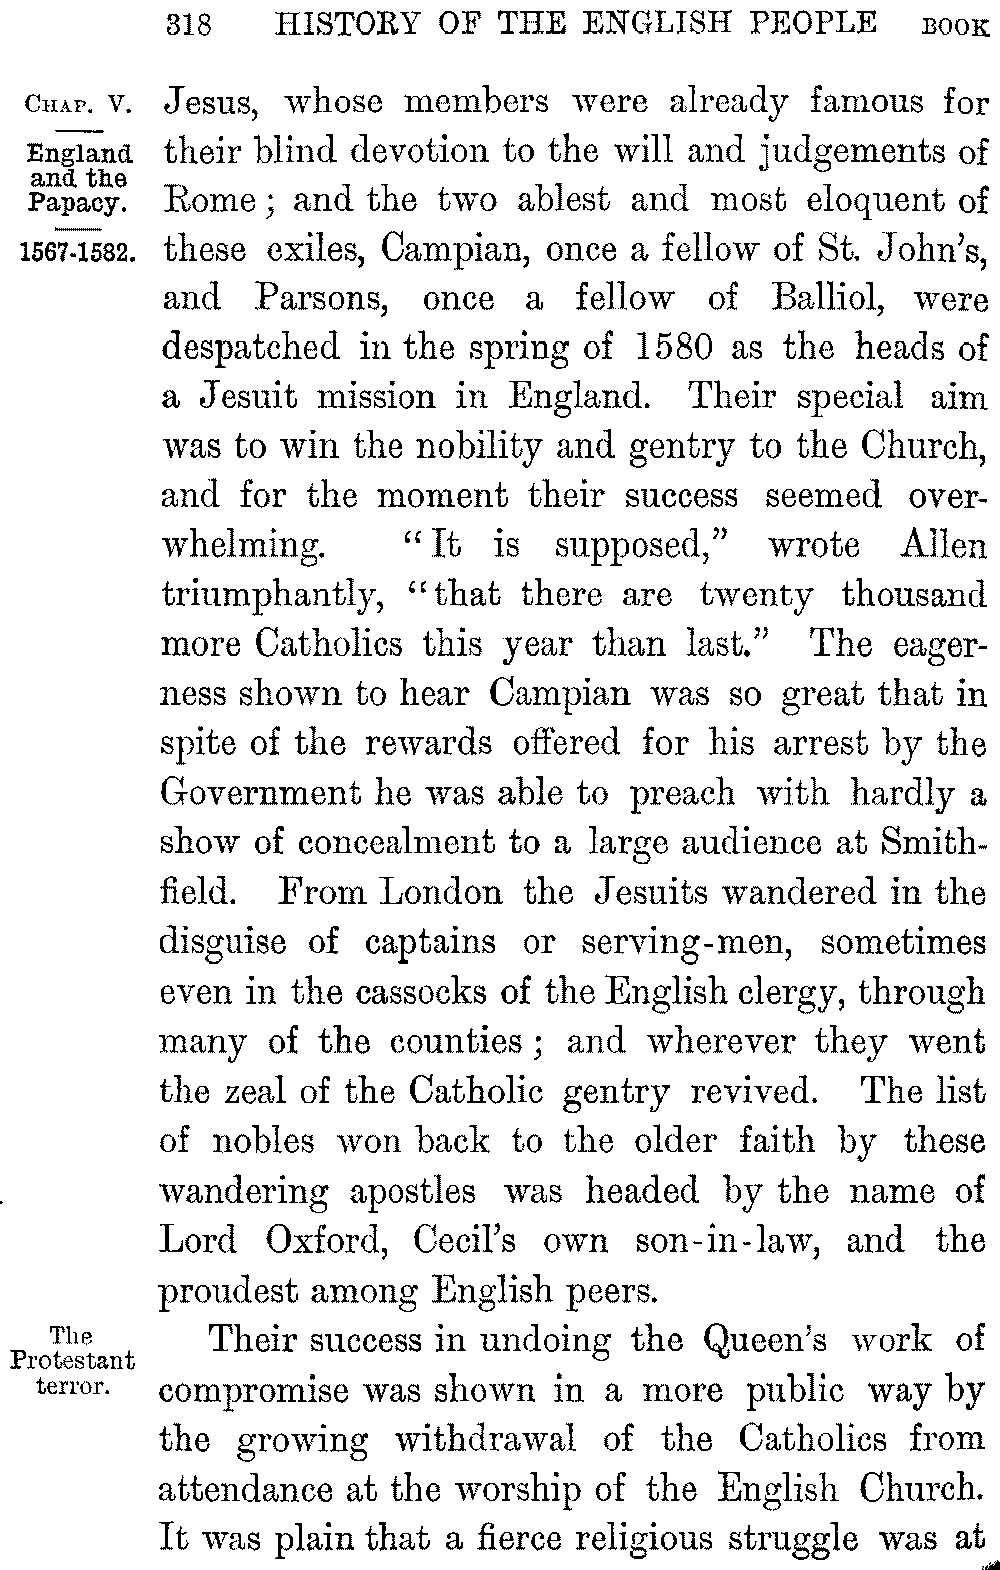 318 HISTORY OF THE ENGLISH PEOPLE BOOK
CHAP. V.
England
and the
Papacy.
1567-1582.
Jesus, whose members were already famous for
their blind devotion to the will and judgements of
Rome; and the two ablest and most eloquent of
these exiles, Campian, once a fellow of St. John's,
and Parsons, once a fellow of Balliol, were
despatched in the spring of 1580 as the heads of
a Jesuit mission in England. Their special aim
was to win the nobility and gentry to the Church,
and for the moment their success seemed over-
whelming. "It is supposed," wrote Allen
triumphantly, "that there are twenty thousand
more Catholics this year than last." The eager-
ness shown to hear Campian was so great that in
spite of the rewards offered for his arrest by the
Government he was able to preach with hardly a
show of concealment to a large audience at Smith-
field. From London the Jesuits wandered in the
disguise of captains or serving-men, sometimes
even in the cassocks of the English clergy, through
many of the counties; and wherever they went
the zeal of the Catholic gentry revived. The list
of nobles won back to the older faith by these
wandering apostles was headed by the name of
Lord Oxford, Cecil's own son-in-law, and the
proudest among English peers.
The
Protestant
terror.
Their success in undoing the Queen's work of
compromise was shown in a more public way by
the growing withdrawal of the Catholics from
attendance at the worship of the English Church.
It was plain that a fierce religious struggle was at